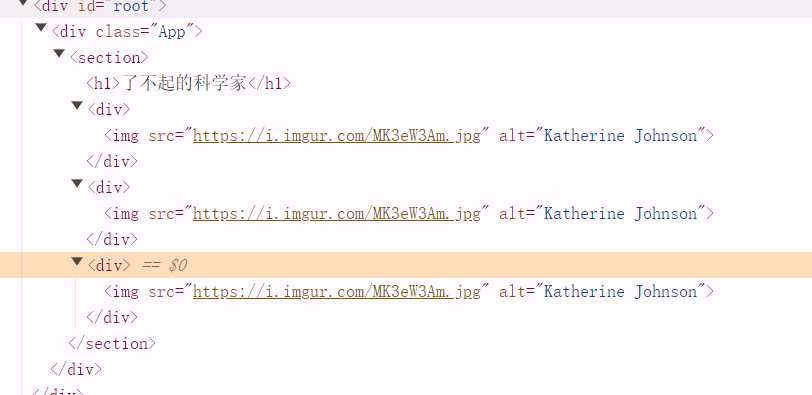 <div id="root">
<div class="App">
<section>
<h1>了不起的科学家</h1>
<div>
<img src="https://i.imgur.com/MK3eW3Am.jpg" alt="Katherine Johnson">
</div>
<div>
<img src="https://i.imgur.com/MK3eW3Am.jpg" alt="Katherine Johnson">
</div>
<div> == $0
<img src="https://i.imgur.com/MK3eW3Am.jpg" alt="Katherine Johnson">
</div>
</section>
</div>
</div>